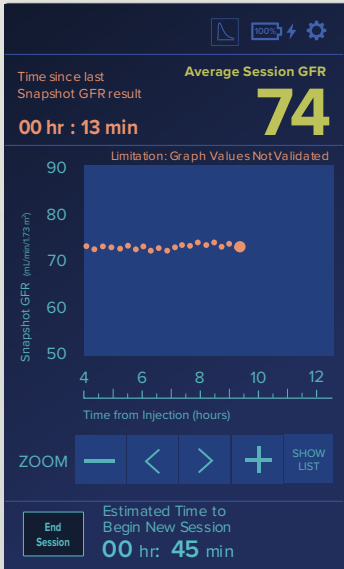 100%
Time since last
Snapshot GFR result
00 hr : 13 min
Average Session GFR
74
Limitation: Graph Values Not Validated
Snapshot GFR (mL/min/1.73 m²)
90
80
70
60
50
4 6 8 10 12
Time from Injection (hours)
ZOOM
SHOW
LIST
End
Session
Estimated Time to
Begin New Session
00 hr: 45 min